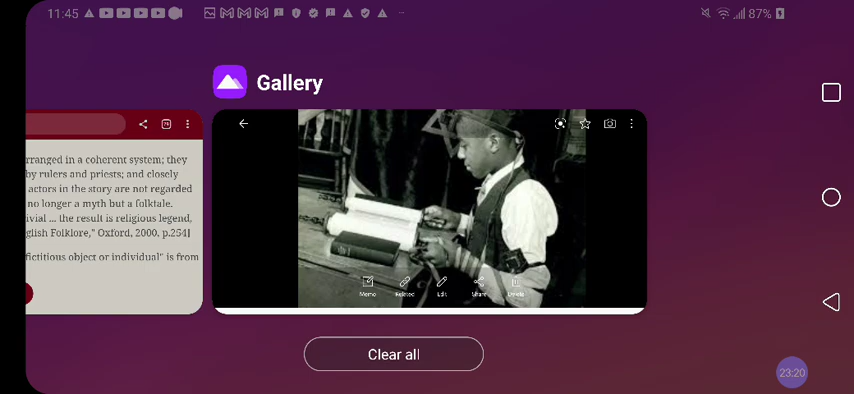 11:45
87%
Gallery
76
rranged in a coherent system; they
by rulers and priests; and closely
actors in the story are not regarded
no longer a myth but a folktale.
ivial ... the result is religious legend,
glish Folklore," Oxford, 2000, p.254]
fictitious object or individual" is from
Memo
Related
Edit
Share
Delete
Clear all
23:20